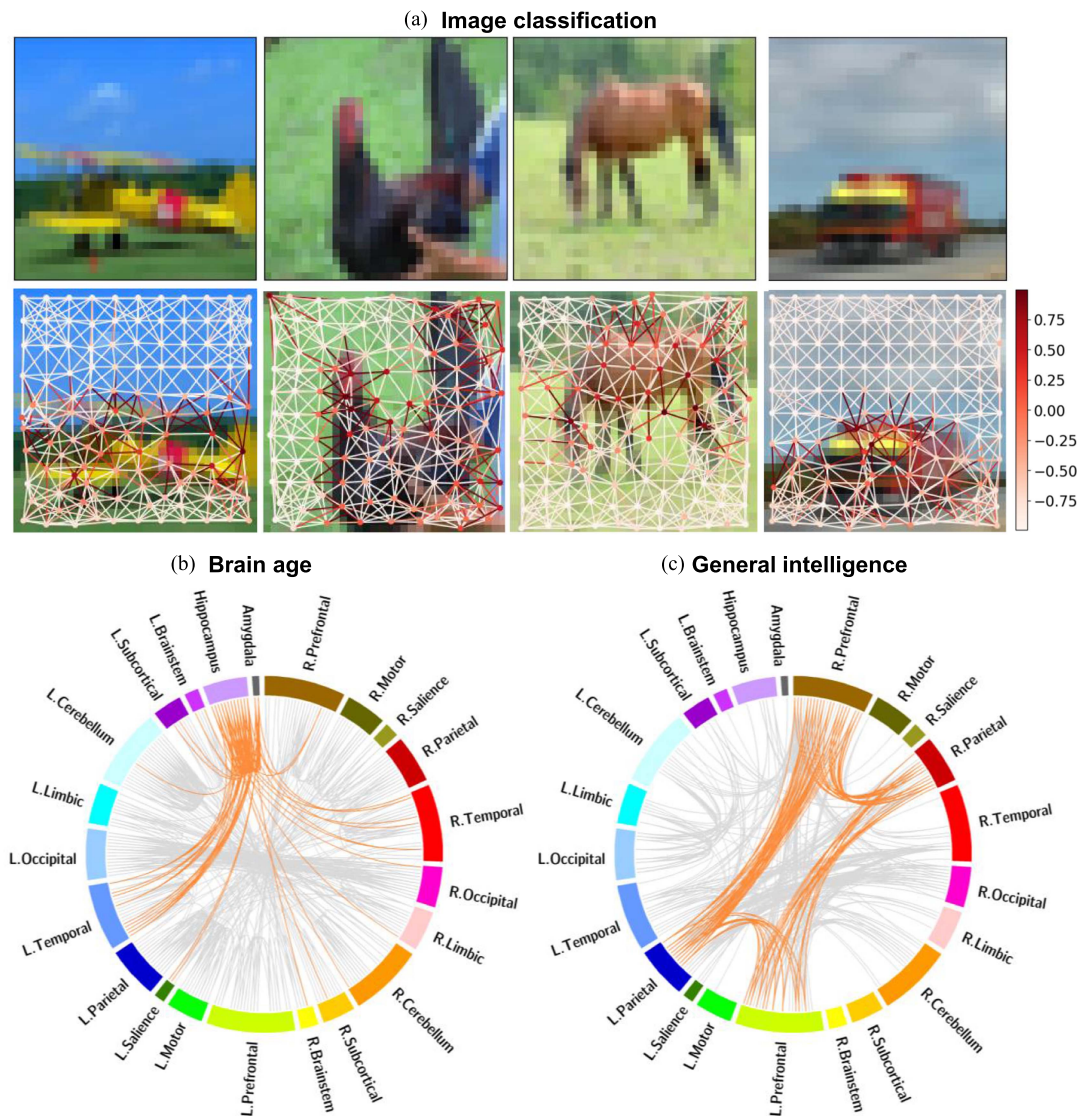 (a) Image classification
0.75
0.50
0.25
0.00
−0.25
−0.50
−0.75
(b) Brain age
(c) General intelligence
Amygdala
R.Prefrontal
R.Motor
R.Salience
R.Parietal
R.Temporal
R.Occipital
R.Limbic
R.Cerebellum
R.Subcortical
R.Brainstem
L.Prefrontal
L.Motor
L.Salience
L.Parietal
L.Temporal
L.Occipital
L.Limbic
L.Cerebellum
L.Subcortical
L.Brainstem
Hippocampus
Amygdala
R.Prefrontal
R.Motor
R.Salience
R.Parietal
R.Temporal
R.Occipital
R.Limbic
R.Cerebellum
R.Subcortical
R.Brainstem
L.Prefrontal
L.Motor
L.Salience
L.Parietal
L.Temporal
L.Occipital
L.Limbic
L.Cerebellum
L.Subcortical
L.Brainstem
Hippocampus